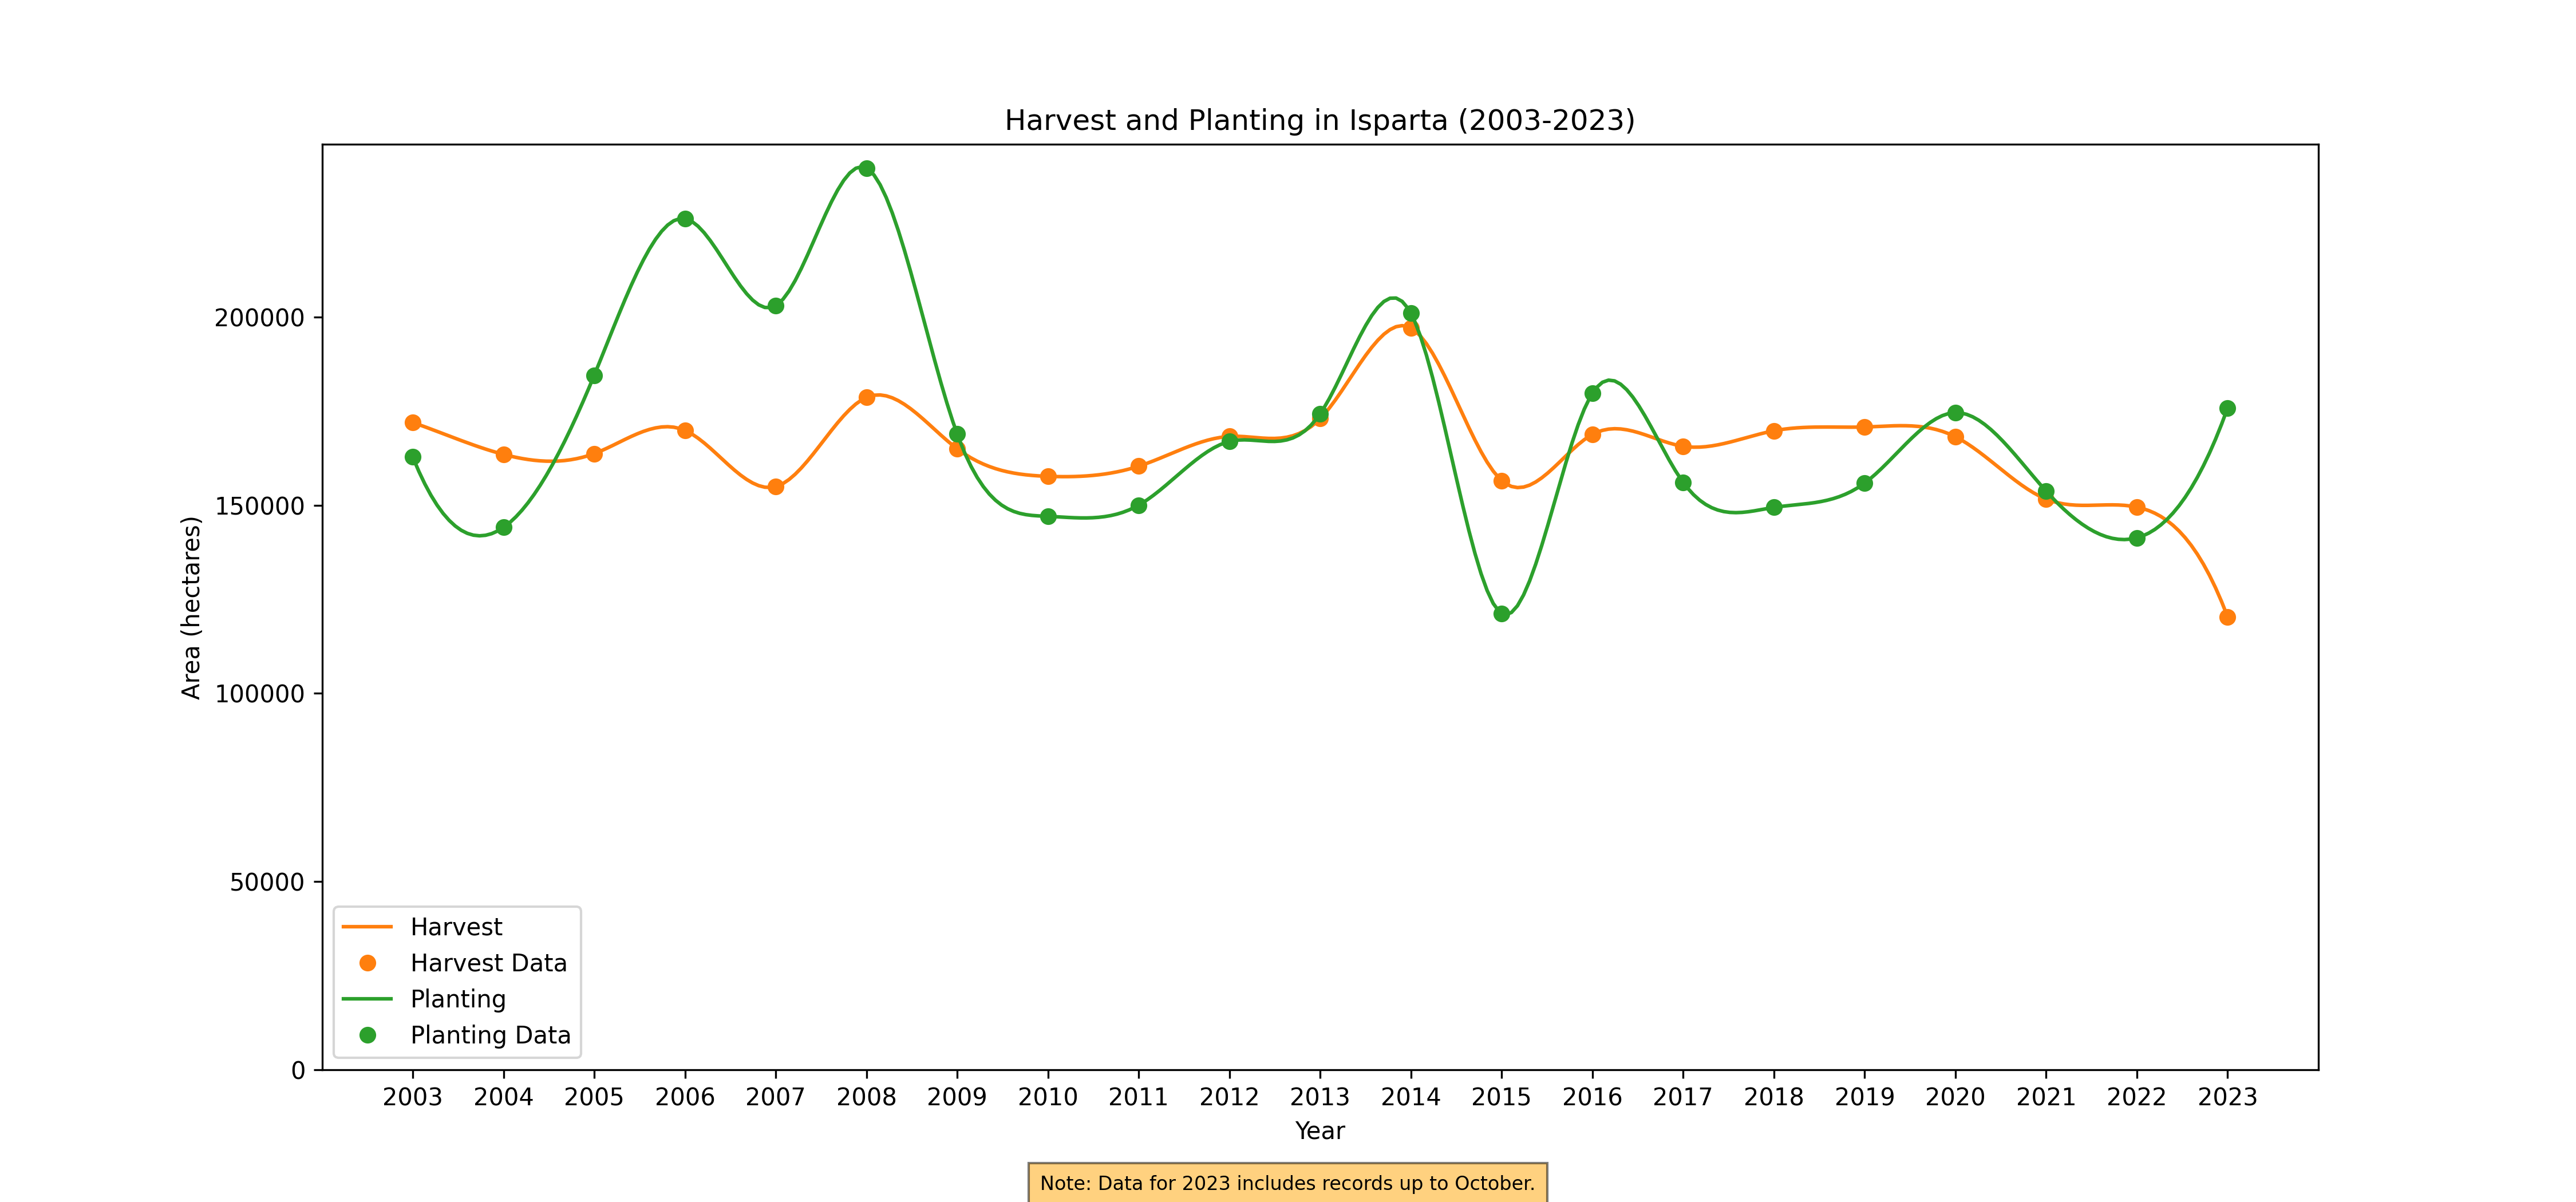 Harvest and Planting in Isparta (2003-2023)
Area (hectares)
200000
150000
100000
50000
0
Harvest
Harvest Data
Planting
Planting Data
2003 2004 2005 2006 2007 2008 2009 2010 2011 2012 2013 2014 2015 2016 2017 2018 2019 2020 2021 2022 2023
Year
Note: Data for 2023 includes records up to October.